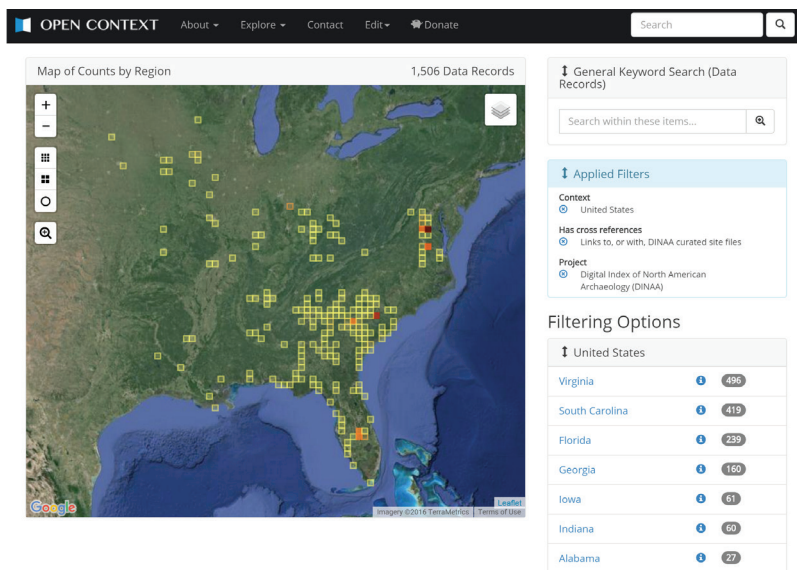 OPEN CONTEXT About Explore Contact Edit Donate Search
Map of Counts by Region 1,506 Data Records
+
−
Google
Leaflet
Imagery ©2016 TerraMetrics Terms of Use
General Keyword Search (Data
Records)
Search within these items...
Applied Filters
Context
United States
Has cross references
Links to, or with, DINAA curated site files
Project
Digital Index of North American
Archaeology (DINAA)
Filtering Options
United States
Virginia 496
South Carolina 419
Florida 239
Georgia 160
Iowa 61
Indiana 60
Alabama 27